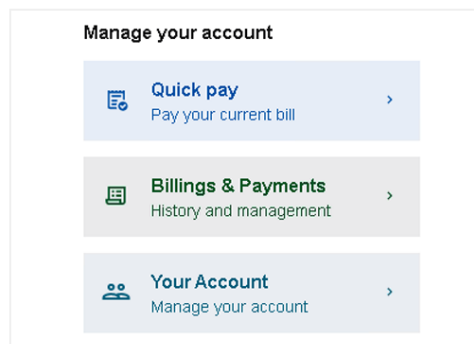 Manage your account
Quick pay
Pay your current bill
Billings & Payments
History and management
Your Account
Manage your account